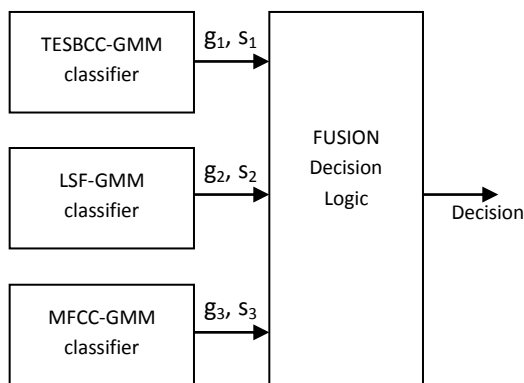 TESBCC-GMM
classifier
g₁, s₁
LSF-GMM
classifier
g₂, s₂
MFCC-GMM
classifier
g₃, s₃
FUSION
Decision
Logic
Decision